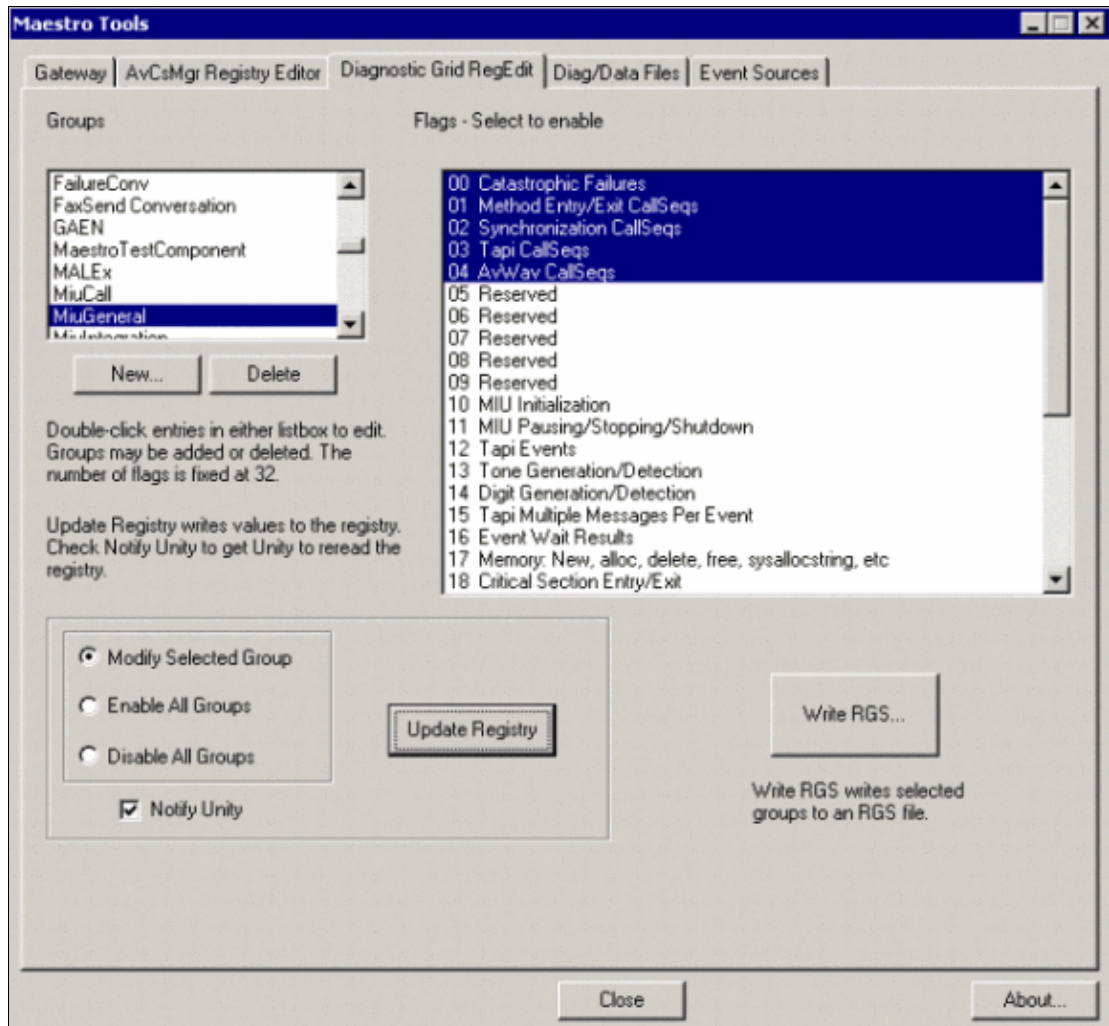 Maestro Tools
Gateway
AvCsMgr Registry Editor
Diagnostic Grid RegEdit
Diag/Data Files
Event Sources
Groups
Flags - Select to enable
FailureConv
FaxSend Conversation
GAEN
MaestroTestComponent
MALEx
MiuCall
MiuGeneral
MiuIntegration
New...
Delete
00 Catastrophic Failures
01 Method Entry/Exit CallSeqs
02 Synchronization CallSeqs
03 Tapi CallSeqs
04 AvWav CallSeqs
05 Reserved
06 Reserved
07 Reserved
08 Reserved
09 Reserved
10 MIU Initialization
11 MIU Pausing/Stopping/Shutdown
12 Tapi Events
13 Tone Generation/Detection
14 Digit Generation/Detection
15 Tapi Multiple Messages Per Event
16 Event Wait Results
17 Memory: New, alloc, delete, free, sysallocstring, etc
18 Critical Section Entry/Exit
Double-click entries in either listbox to edit.
Groups may be added or deleted. The
number of flags is fixed at 32.
Update Registry writes values to the registry.
Check Notify Unity to get Unity to reread the
registry.
Modify Selected Group
Enable All Groups
Disable All Groups
Notify Unity
Update Registry
Write RGS...
Write RGS writes selected
groups to an RGS file.
Close
About...